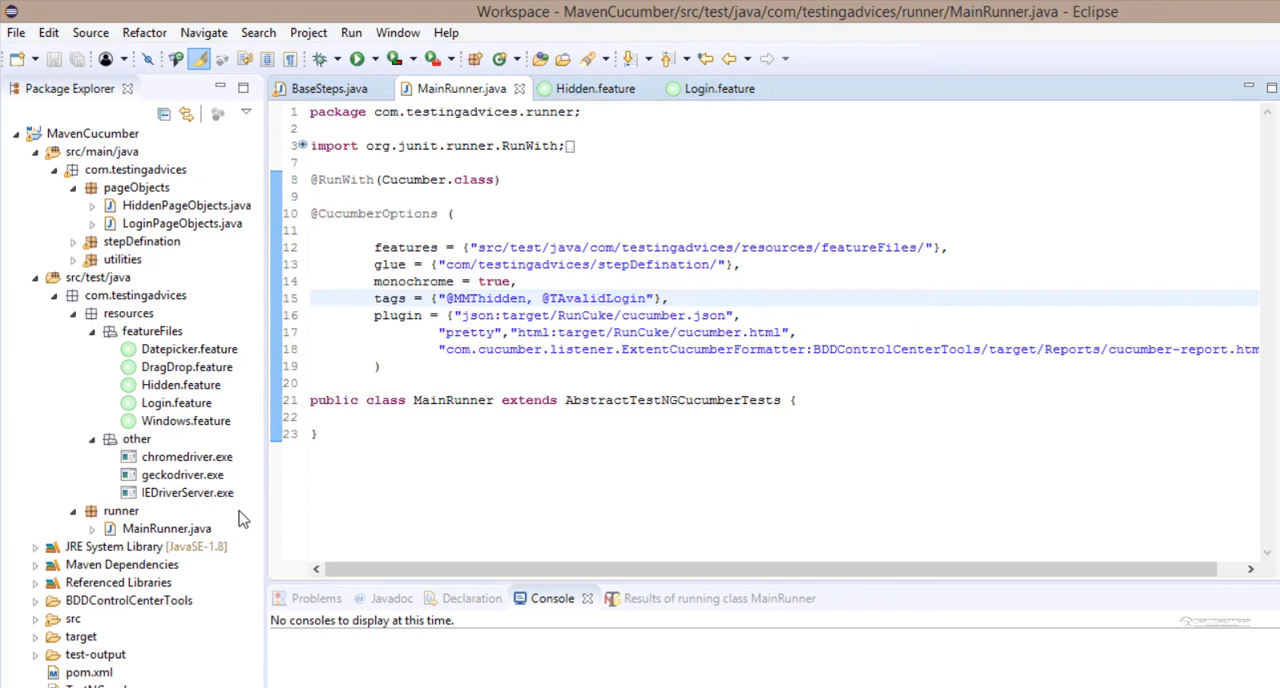 Workspace - MavenCucumber/src/test/java/com/testingadvices/runner/MainRunner.java - Eclipse
File Edit Source Refactor Navigate Search Project Run Window Help
Package Explorer
BaseSteps.java MainRunner.java Hidden.feature Login.feature
MavenCucumber
src/main/java
com.testingadvices
pageObjects
HiddenPageObjects.java
LoginPageObjects.java
stepDefination
utilities
src/test/java
com.testingadvices
resources
featureFiles
Datepicker.feature
DragDrop.feature
Hidden.feature
Login.feature
Windows.feature
other
chromedriver.exe
geckodriver.exe
IEDriverServer.exe
runner
MainRunner.java
JRE System Library [JavaSE-1.8]
Maven Dependencies
Referenced Libraries
BDDControlCenterTools
src
target
test-output
pom.xml
1 package com.testingadvices.runner;
2
3 import org.junit.runner.RunWith;
7
8 @RunWith(Cucumber.class)
9
10 @CucumberOptions (
11
12 features = {"src/test/java/com/testingadvices/resources/featureFiles/"},
13 glue = {"com/testingadvices/stepDefination/"},
14 monochrome = true,
15 tags = {"@MMThidden, @TAvalidLogin"},
16 plugin = {"json:target/RunCuke/cucumber.json",
17 "pretty","html:target/RunCuke/cucumber.html",
18 "com.cucumber.listener.ExtentCucumberFormatter:BDDControlCenterTools/target/Reports/cucumber-report.htm
19 )
20
21 public class MainRunner extends AbstractTestNGCucumberTests {
22
23 }
Problems Javadoc Declaration Console Results of running class MainRunner
No consoles to display at this time.